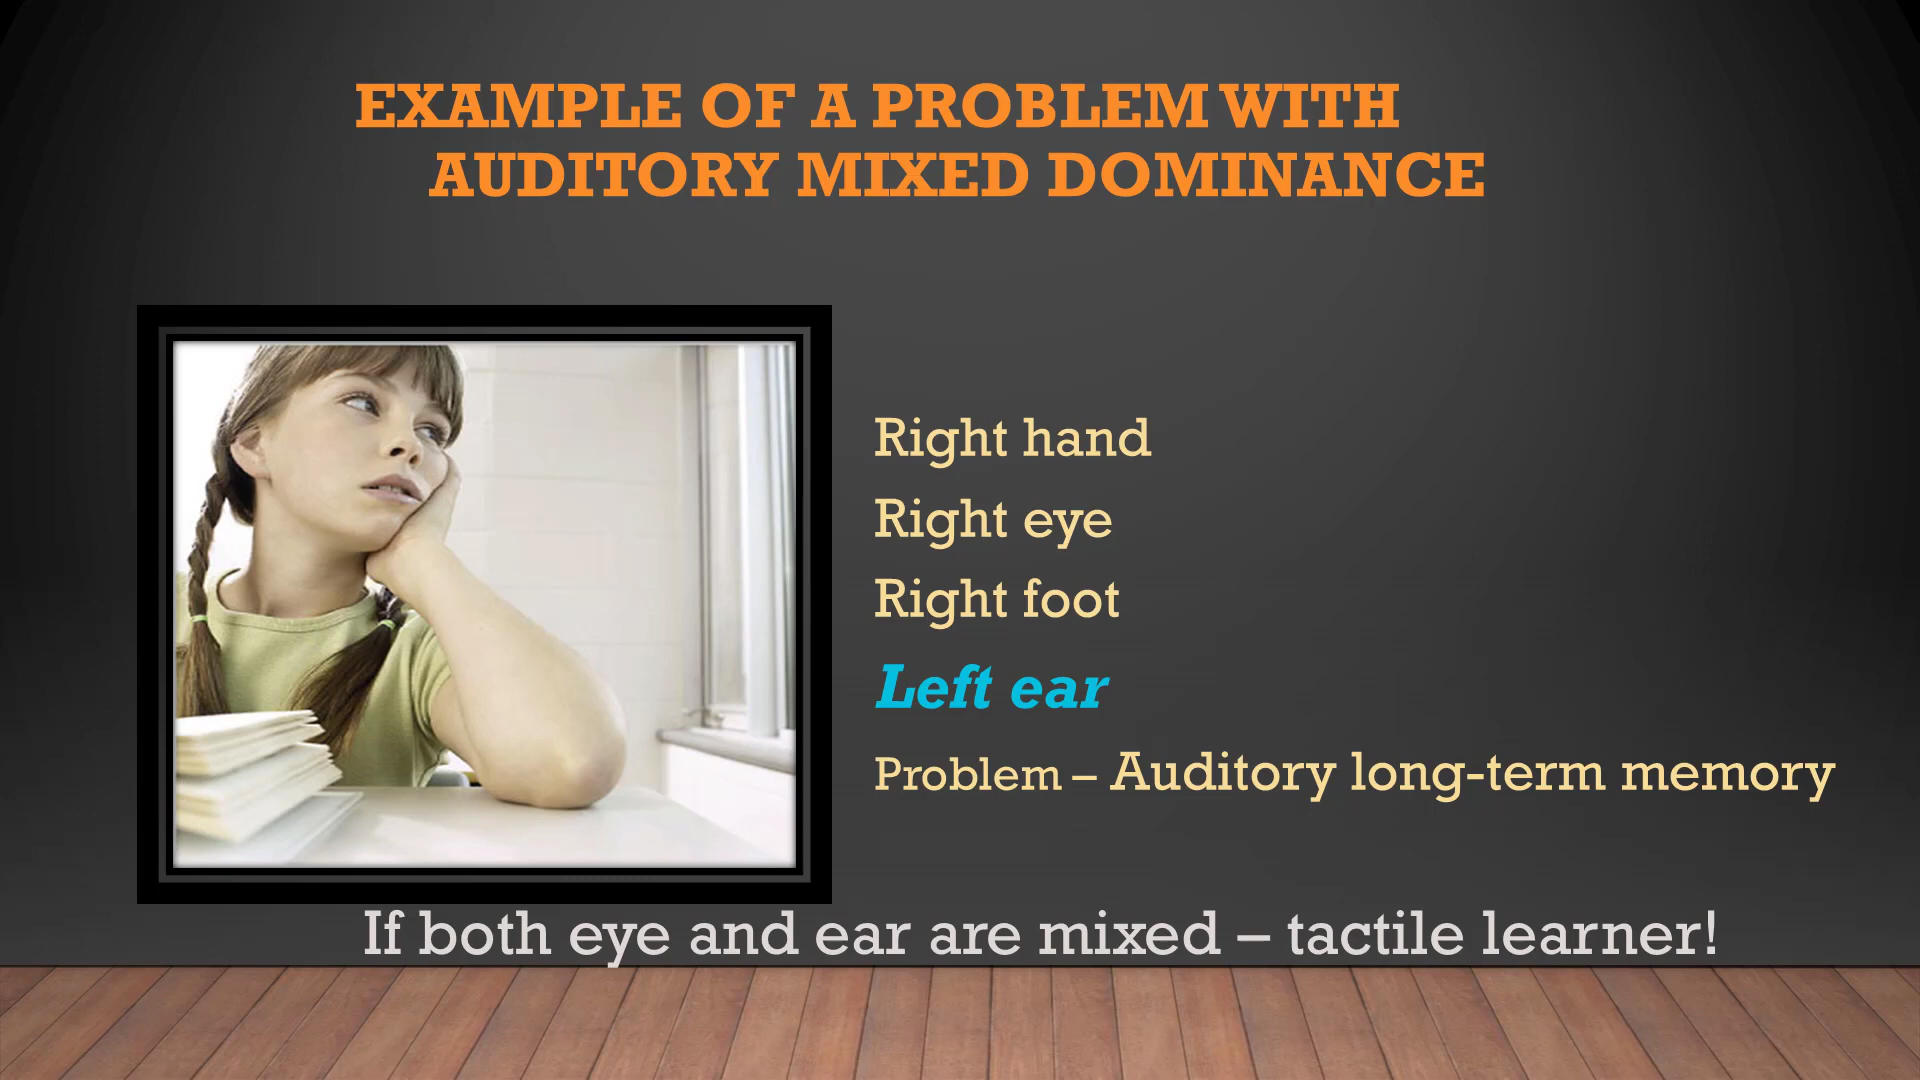 EXAMPLE OF A PROBLEM WITH
AUDITORY MIXED DOMINANCE
Right hand
Right eye
Right foot
Left ear
Problem – Auditory long-term memory
If both eye and ear are mixed – tactile learner!